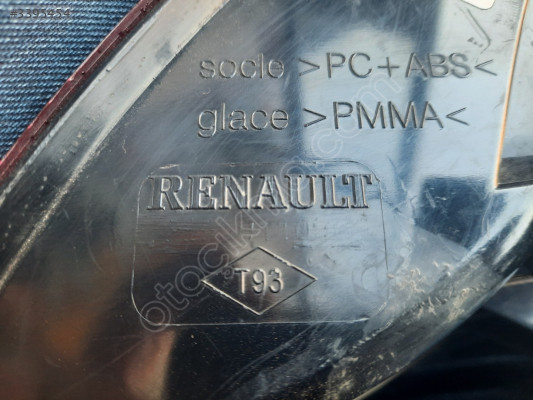 socle >PC+ABS<
glace >PMMA<
RENAULT
T93